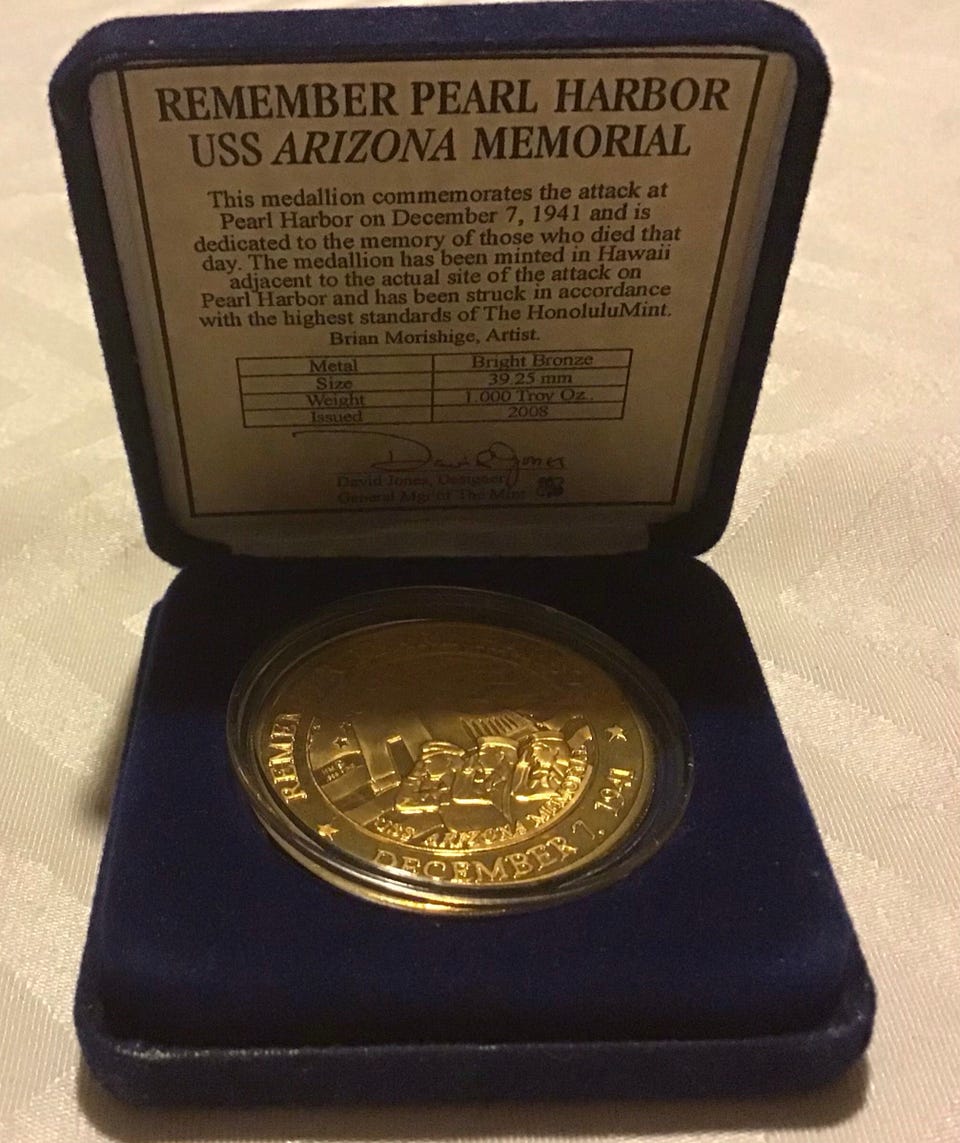 REMEMBER PEARL HARBOR
USS ARIZONA MEMORIAL
This medallion commemorates the attack at
Pearl Harbor on December 7, 1941 and is
dedicated to the memory of those who died that
day. The medallion has been minted in Hawaii
adjacent to the actual site of the attack on
Pearl Harbor and has been struck in accordance
with the highest standards of The HonoluluMint.
Brian Morishige, Artist.
Metal Bright Bronze
Size 39.25 mm
Weight 1.000 Troy Oz.
Issued 2008
David Jones
David Jones, Designer
General Mgr of The Mint
REMEM
USS ARIZONA MEMORIAL
DECEMBER 7, 1941